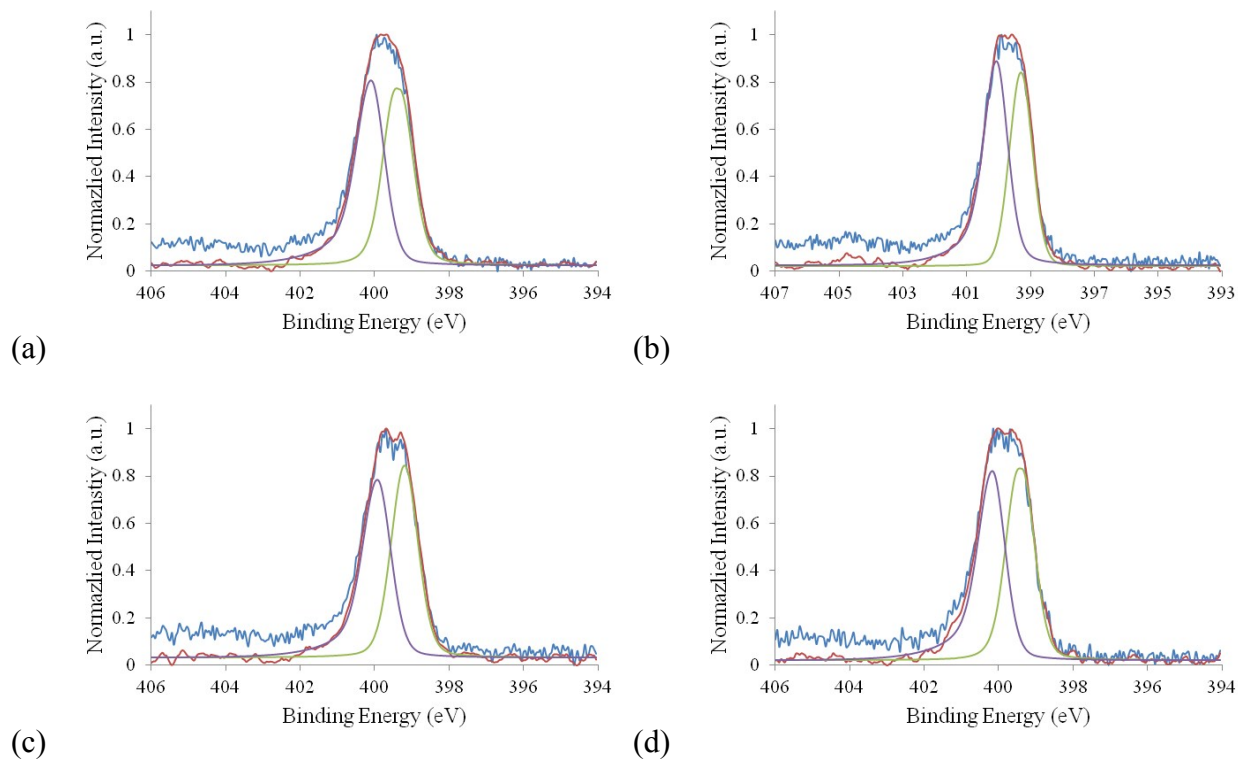 Normazlied Intensity (a.u.)
1
0.8
0.6
0.4
0.2
0
406 404 402 400 398 396 394
Binding Energy (eV)
(a)
Normazlied Intensity (a.u.)
1
0.8
0.6
0.4
0.2
0
407 405 403 401 399 397 395 393
Binding Energy (eV)
(b)
Normazlied Intenstiy (a.u.)
1
0.8
0.6
0.4
0.2
0
406 404 402 400 398 396 394
Binding Energy (eV)
(c)
Normazlied Intensity (a.u.)
1
0.8
0.6
0.4
0.2
0
406 404 402 400 398 396 394
Binding Energy (eV)
(d)